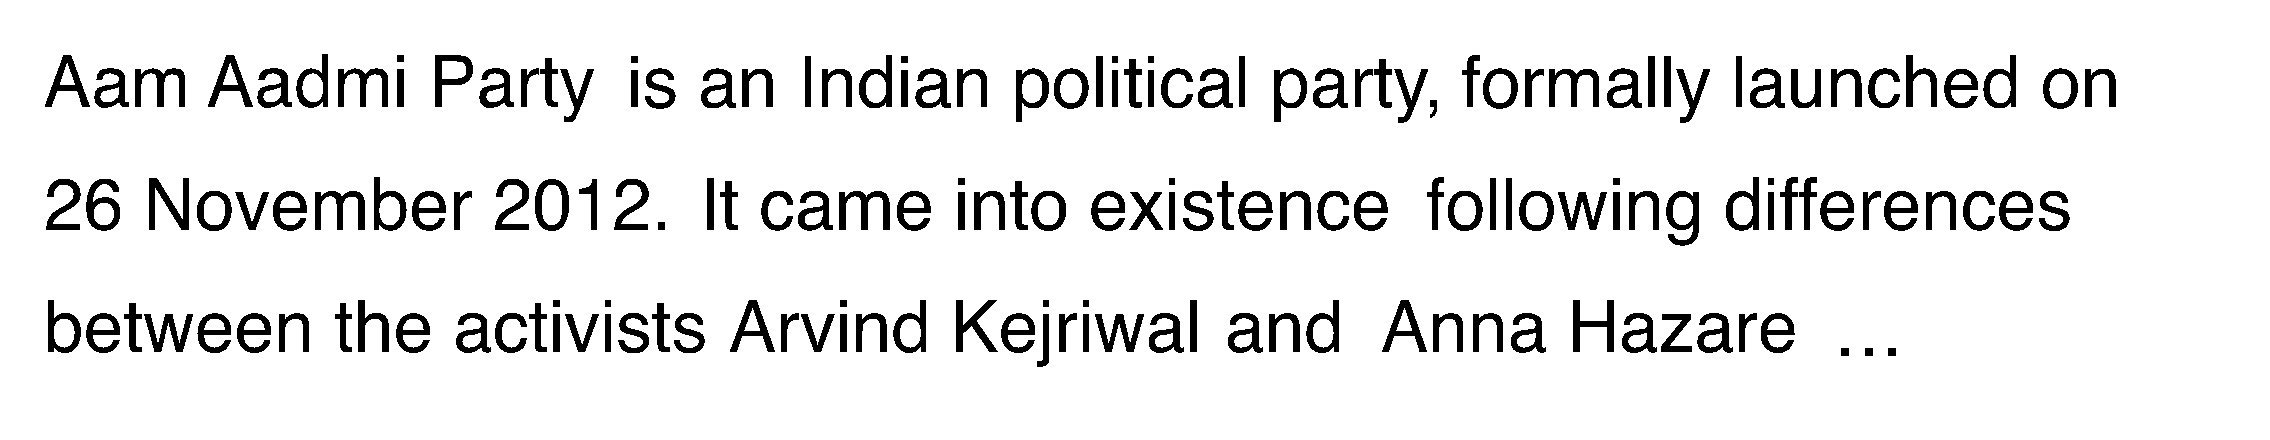 Aam Aadmi Party is an Indian political party, formally launched on
26 November 2012. It came into existence following differences
between the activists Arvind Kejriwal and Anna Hazare ...